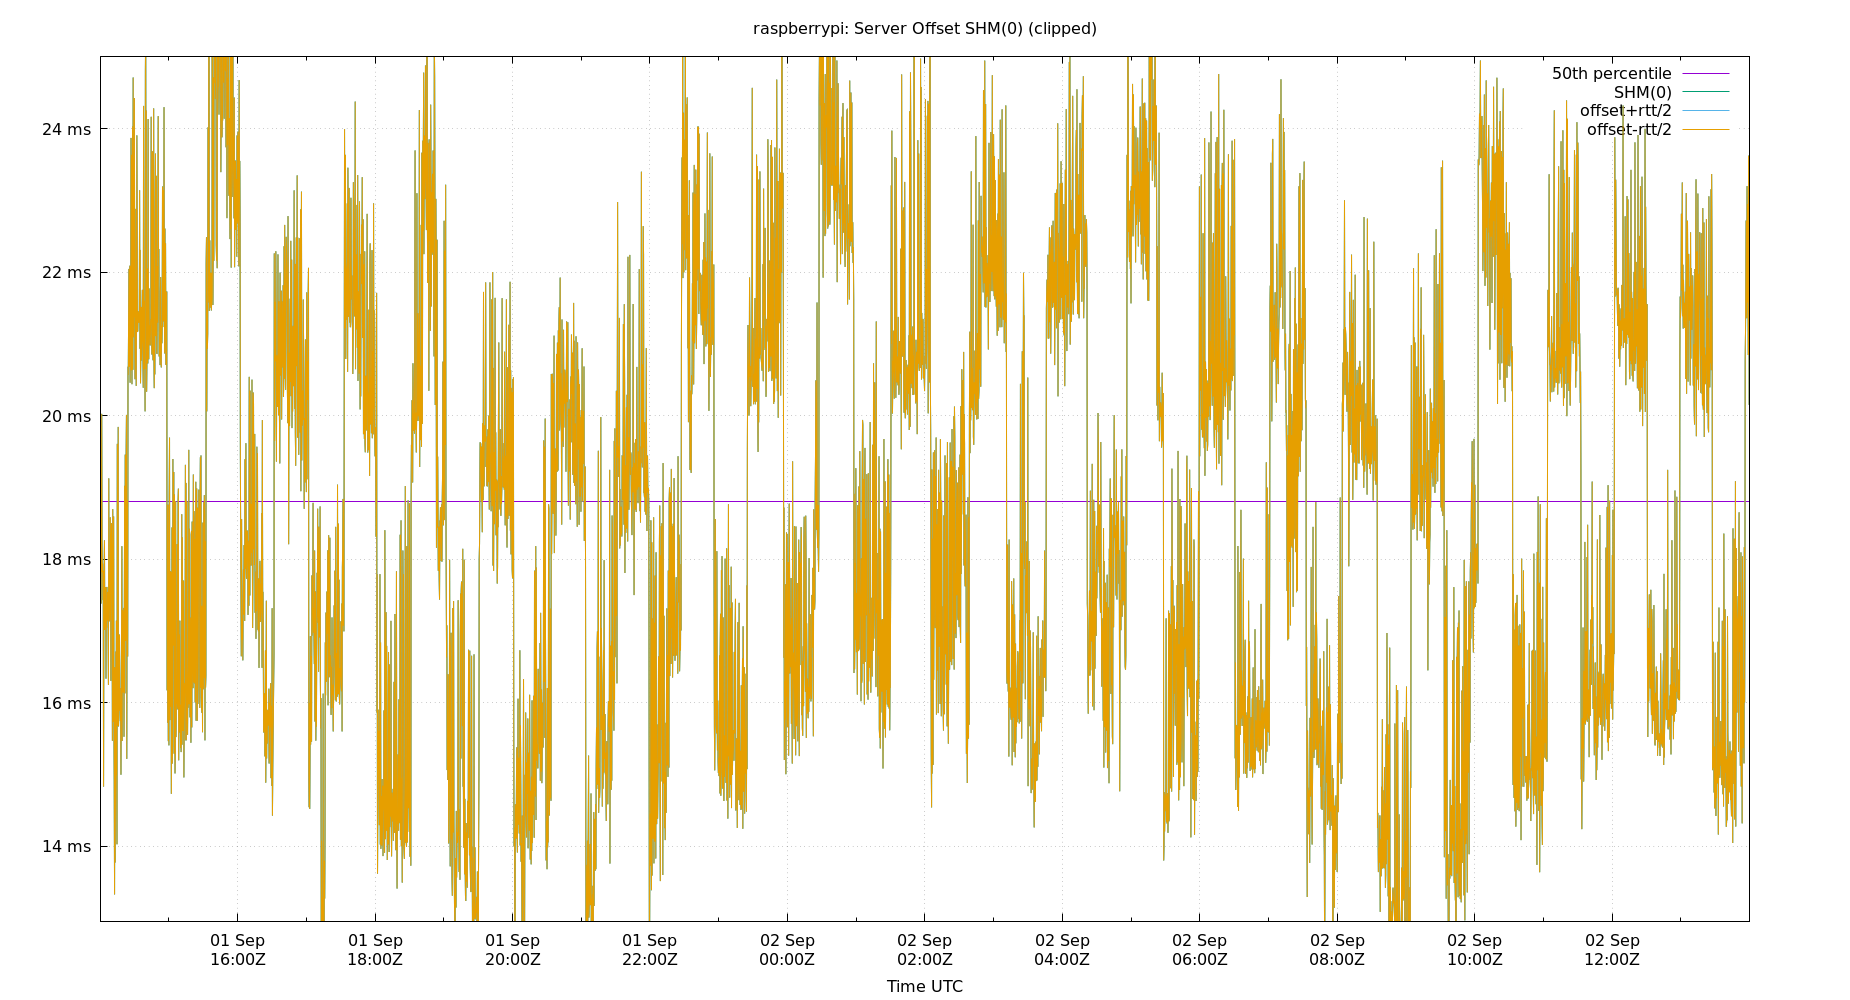 raspberrypi: Server Offset SHM(0) (clipped)
50th percentile
SHM(0)
offset+rtt/2
offset-rtt/2
24 ms
22 ms
20 ms
18 ms
16 ms
14 ms
01 Sep 01 Sep 01 Sep 01 Sep 02 Sep 02 Sep 02 Sep 02 Sep 02 Sep 02 Sep 02 Sep
16:00Z 18:00Z 20:00Z 22:00Z 00:00Z 02:00Z 04:00Z 06:00Z 08:00Z 10:00Z 12:00Z
Time UTC